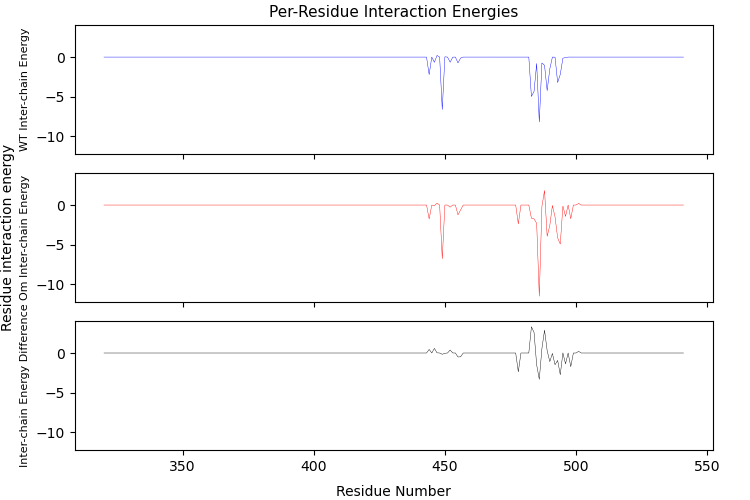 Per-Residue Interaction Energies
Residue interaction energy
WT Inter-chain Energy
0
−5
−10
Om Inter-chain Energy
0
−5
−10
Inter-chain Energy Difference
0
−5
−10
350
400
450
500
550
Residue Number